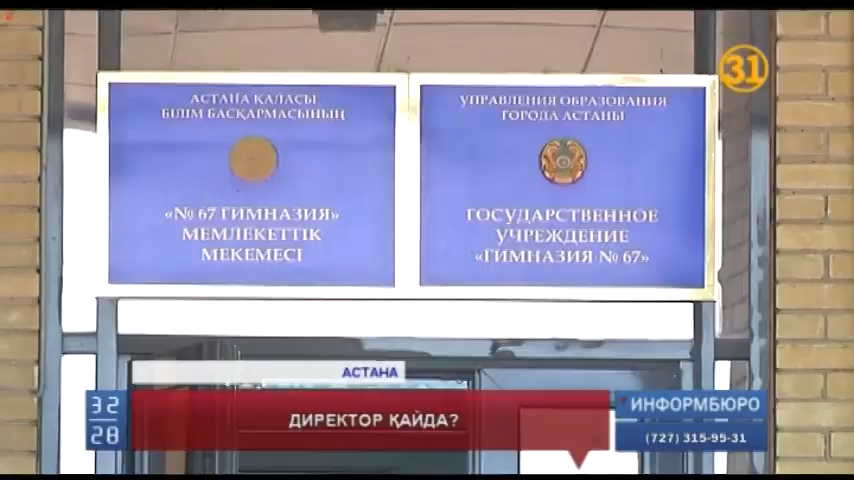 31
АСТАНА ҚАЛАСЫ
БІЛІМ БАСҚАРМАСЫНЫҢ
«№ 67 ГИМНАЗИЯ»
МЕМЛЕКЕТТІК
МЕКЕМЕСІ
УПРАВЛЕНИЯ ОБРАЗОВАНИЯ
ГОРОДА АСТАНЫ
ГОСУДАРСТВЕННОЕ
УЧРЕЖДЕНИЕ
«ГИМНАЗИЯ № 67»
АСТАНА
32
28
ДИРЕКТОР ҚАЙДА?
ИНФОРМБЮРО
(727) 315-95-31